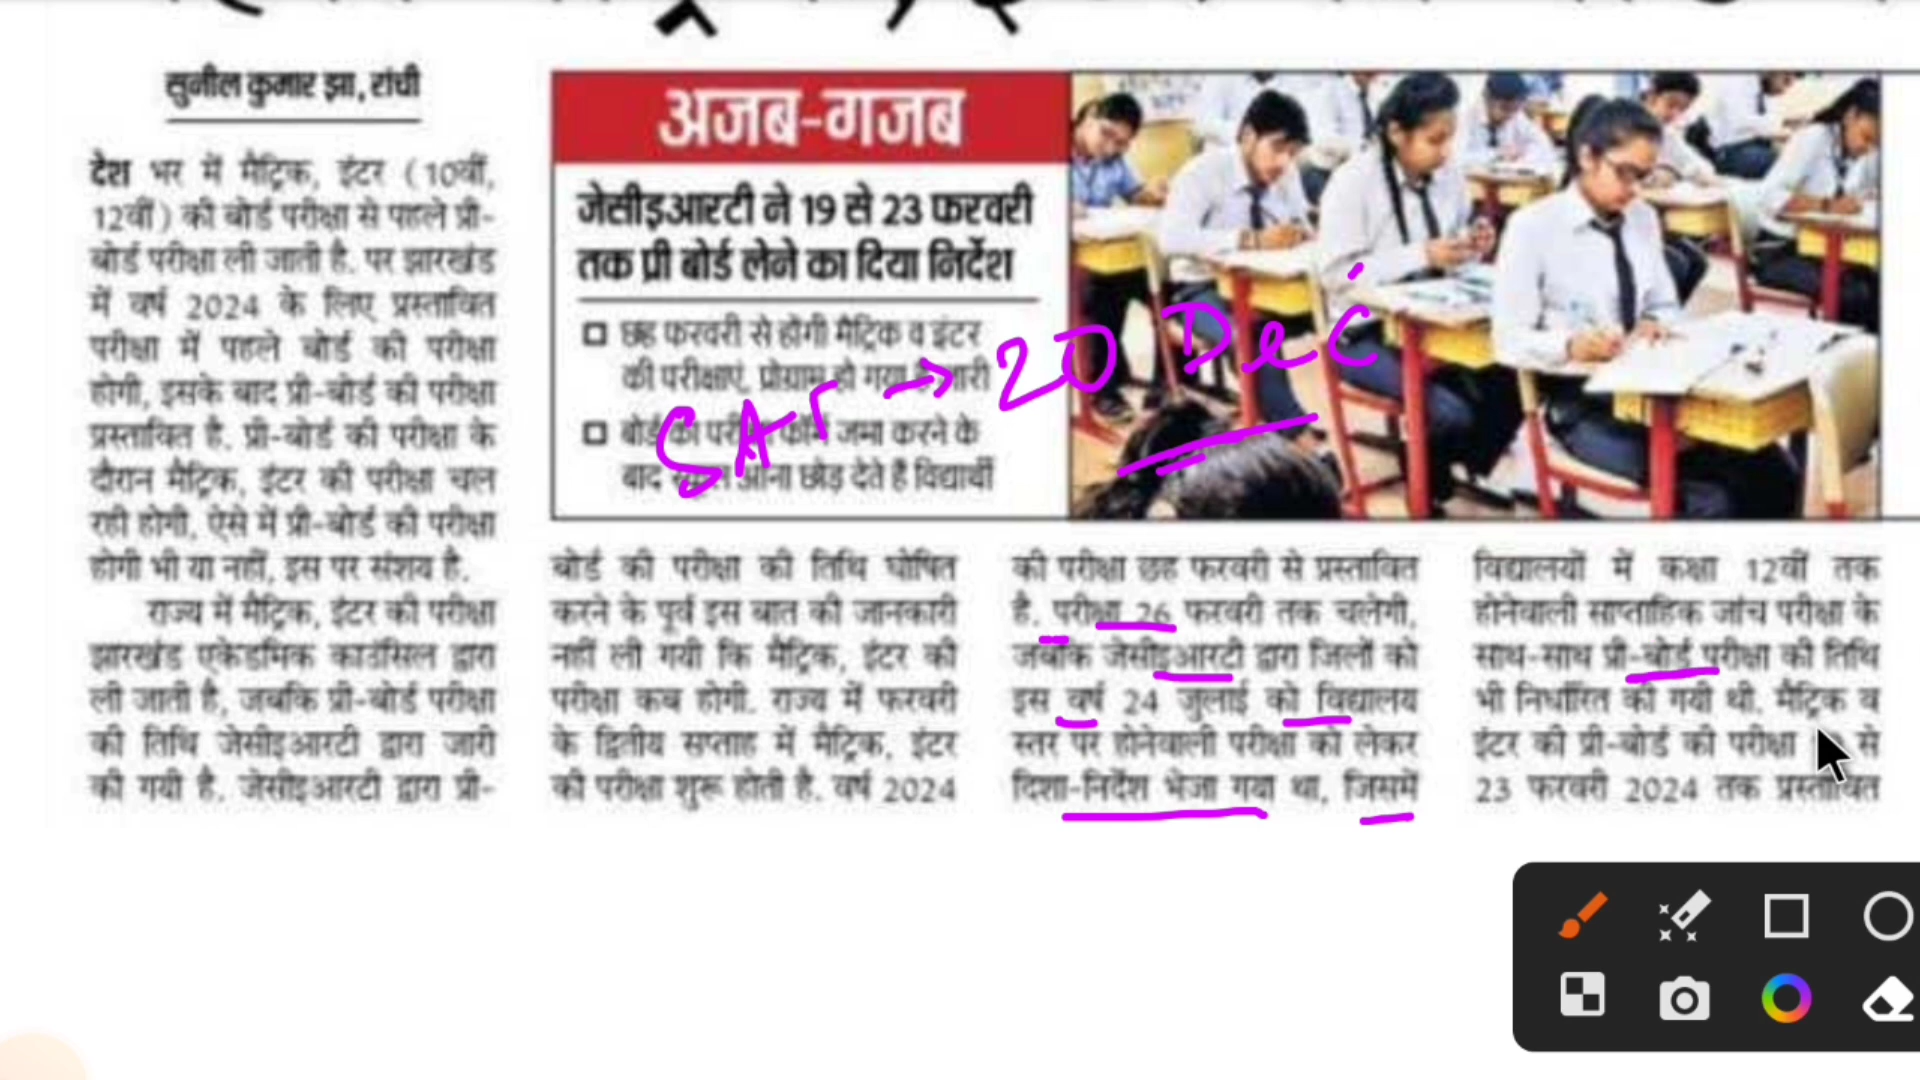 सुनील कुमार झा, रांची
देश भर में मैट्रिक, इंटर (10वीं,
12वीं) की बोर्ड परीक्षा से पहले प्री-
बोर्ड परीक्षा ली जाती है. पर झारखंड
में वर्ष 2024 के लिए प्रस्तावित
परीक्षा में पहले बोर्ड की परीक्षा
होगी, इसके बाद प्री-बोर्ड की परीक्षा
प्रस्तावित है. प्री-बोर्ड की परीक्षा के
दौरान मैट्रिक, इंटर की परीक्षा चल
रही होगी, ऐसे में प्री-बोर्ड की परीक्षा
होगी भी या नहीं, इस पर संशय है.
राज्य में मैट्रिक, इंटर की परीक्षा
झारखंड एकेडमिक काउंसिल द्वारा
ली जाती है, जबकि प्री-बोर्ड परीक्षा
की तिथि जेसीइआरटी द्वारा जारी
की गयी है. जेसीइआरटी द्वारा प्री-
अजब-गजब
जेसीइआरटी ने 19 से 23 फरवरी
तक प्री बोर्ड लेने का दिया निर्देश
छह फरवरी से होंगी मैट्रिक व इंटर
की परीक्षाएं, प्रोग्राम हो गया है जारी
बोर्ड की परीक्षा फॉर्म जमा करने के
बाद स्कूल आना छोड़ देते हैं विद्यार्थी
SAT → 20 Dec
बोर्ड की परीक्षा की तिथि घोषित
करने के पूर्व इस बात की जानकारी
नहीं ली गयी कि मैट्रिक, इंटर की
परीक्षा कब होगी. राज्य में फरवरी
के द्वितीय सप्ताह में मैट्रिक, इंटर
की परीक्षा शुरू होती है. वर्ष 2024
की परीक्षा छह फरवरी से प्रस्तावित
है. परीक्षा 26 फरवरी तक चलेगी,
जबकि जेसीइआरटी द्वारा जिलों को
इस वर्ष 24 जुलाई को विद्यालय
स्तर पर होनेवाली परीक्षा को लेकर
दिशा-निर्देश भेजा गया था, जिसमें
विद्यालयों में कक्षा 12वीं तक
होनेवाली साप्ताहिक जांच परीक्षा के
साथ-साथ प्री-बोर्ड परीक्षा की तिथि
भी निर्धारित की गयी थी. मैट्रिक व
इंटर की प्री-बोर्ड की परीक्षा से
23 फरवरी 2024 तक प्रस्तावित